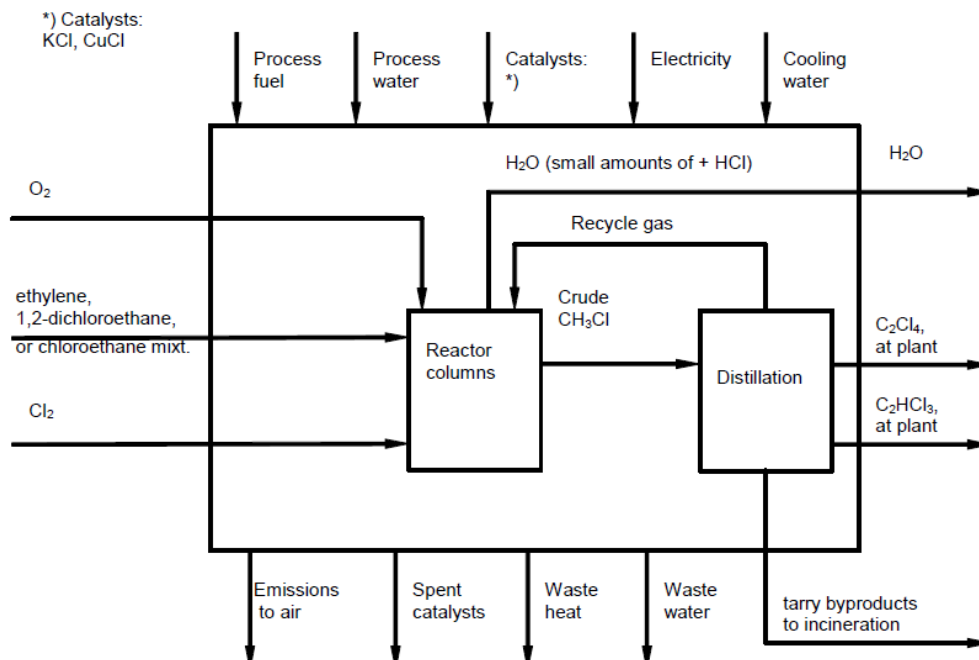 *) Catalysts:
KCl, CuCl
Process
fuel
Process
water
Catalysts:
*)
Electricity
Cooling
water
H₂O (small amounts of + HCl)
H₂O
O₂
Recycle gas
ethylene,
1,2-dichloroethane,
or chloroethane mixt.
Crude
CH₃Cl
Reactor
columns
Distillation
C₂Cl₄,
at plant
Cl₂
C₂HCl₃,
at plant
Emissions
to air
Spent
catalysts
Waste
heat
Waste
water
tarry byproducts
to incineration